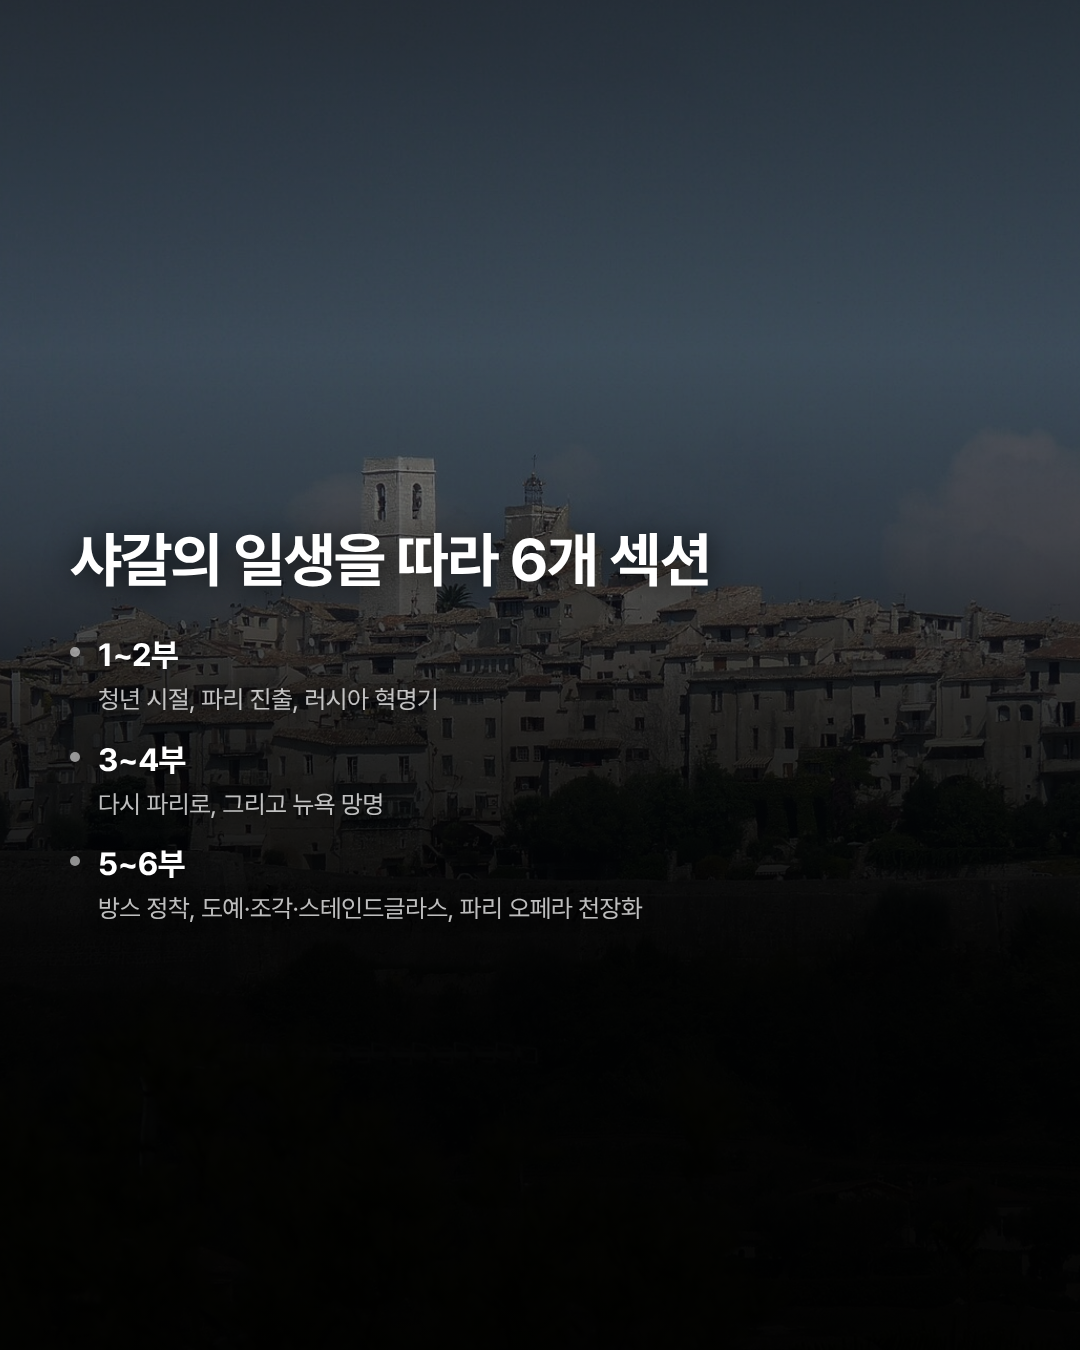 샤갈의 일생을 따라 6개 섹션
1~2부
청년 시절, 파리 진출, 러시아 혁명기
3~4부
다시 파리로, 그리고 뉴욕 망명
5~6부
방스 정착, 도예·조각·스테인드글라스, 파리 오페라 천장화